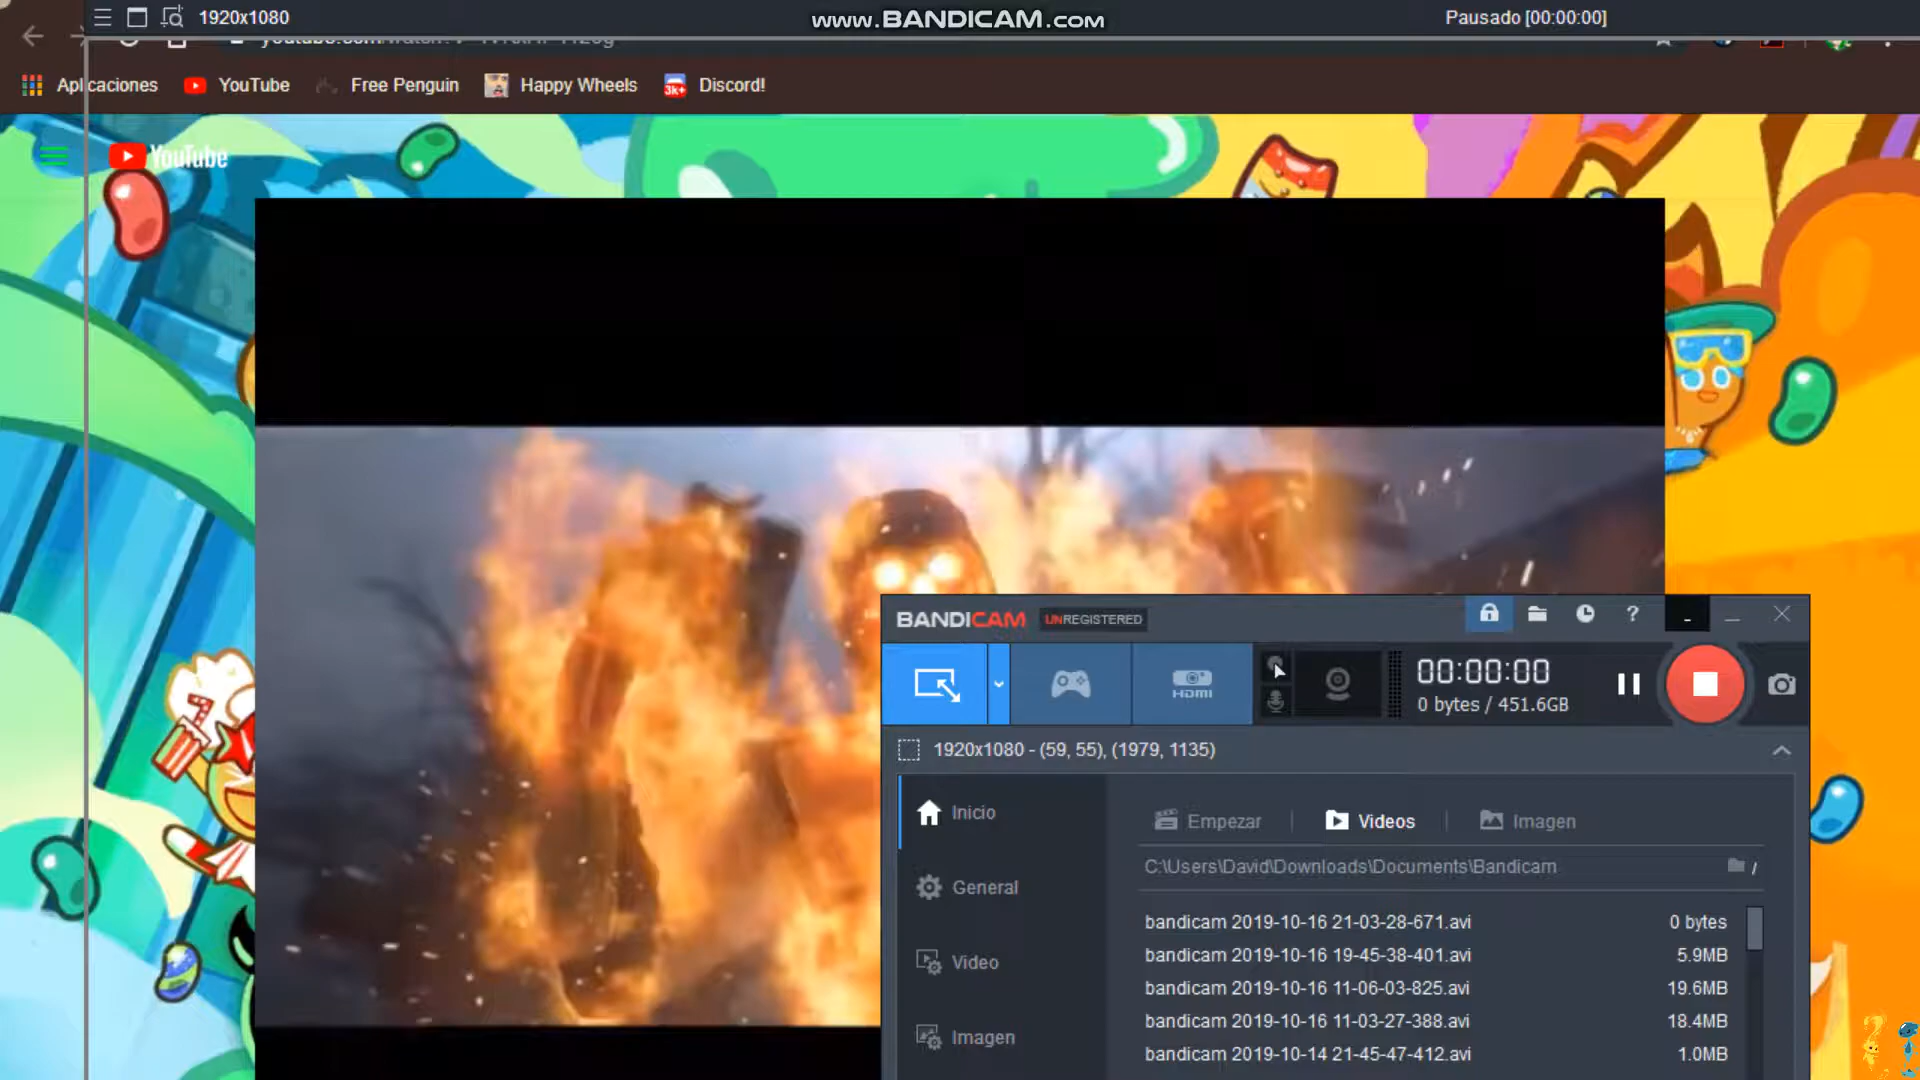 1920x1080
www.BANDICAM.com
Pausado [00:00:00]
Aplicaciones
YouTube
Free Penguin
Happy Wheels
3k+
Discord!
YouTube
BANDICAM
UNREGISTERED
?
HDMI
00:00:00
0 bytes / 451.6GB
1920x1080 - (59, 55), (1979, 1135)
Inicio
General
Video
Imagen
Empezar
Videos
Imagen
C:\Users\David\Downloads\Documents\Bandicam
/
bandicam 2019-10-16 21-03-28-671.avi 0 bytes
bandicam 2019-10-16 19-45-38-401.avi 5.9MB
bandicam 2019-10-16 11-06-03-825.avi 19.6MB
bandicam 2019-10-16 11-03-27-388.avi 18.4MB
bandicam 2019-10-14 21-45-47-412.avi 1.0MB